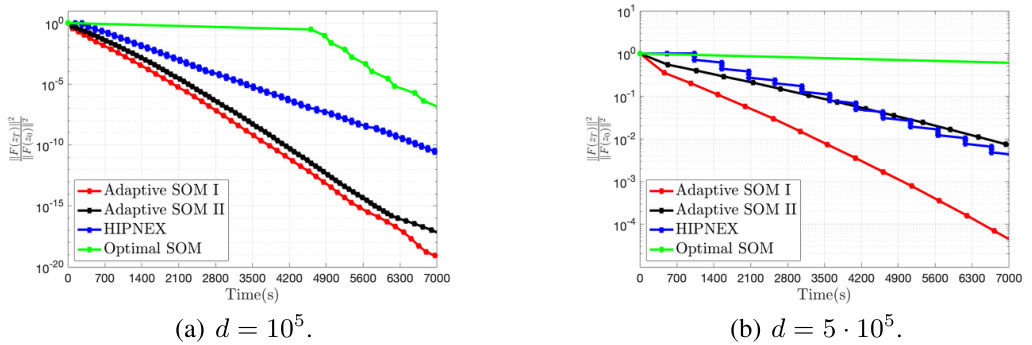 10^0
10^-5
10^-10
10^-15
10^-20
||F(z_T)||^2 / ||F(z_0)||^2
Adaptive SOM I
Adaptive SOM II
HIPNEX
Optimal SOM
0 700 1400 2100 2800 3500 4200 4900 5600 6300 7000
Time(s)
(a) d = 10^5.
10^1
10^0
10^-1
10^-2
10^-3
10^-4
||F(z_T)||^2 / ||F(z_0)||^2
Adaptive SOM I
Adaptive SOM II
HIPNEX
Optimal SOM
0 700 1400 2100 2800 3500 4200 4900 5600 6300 7000
Time(s)
(b) d = 5 · 10^5.